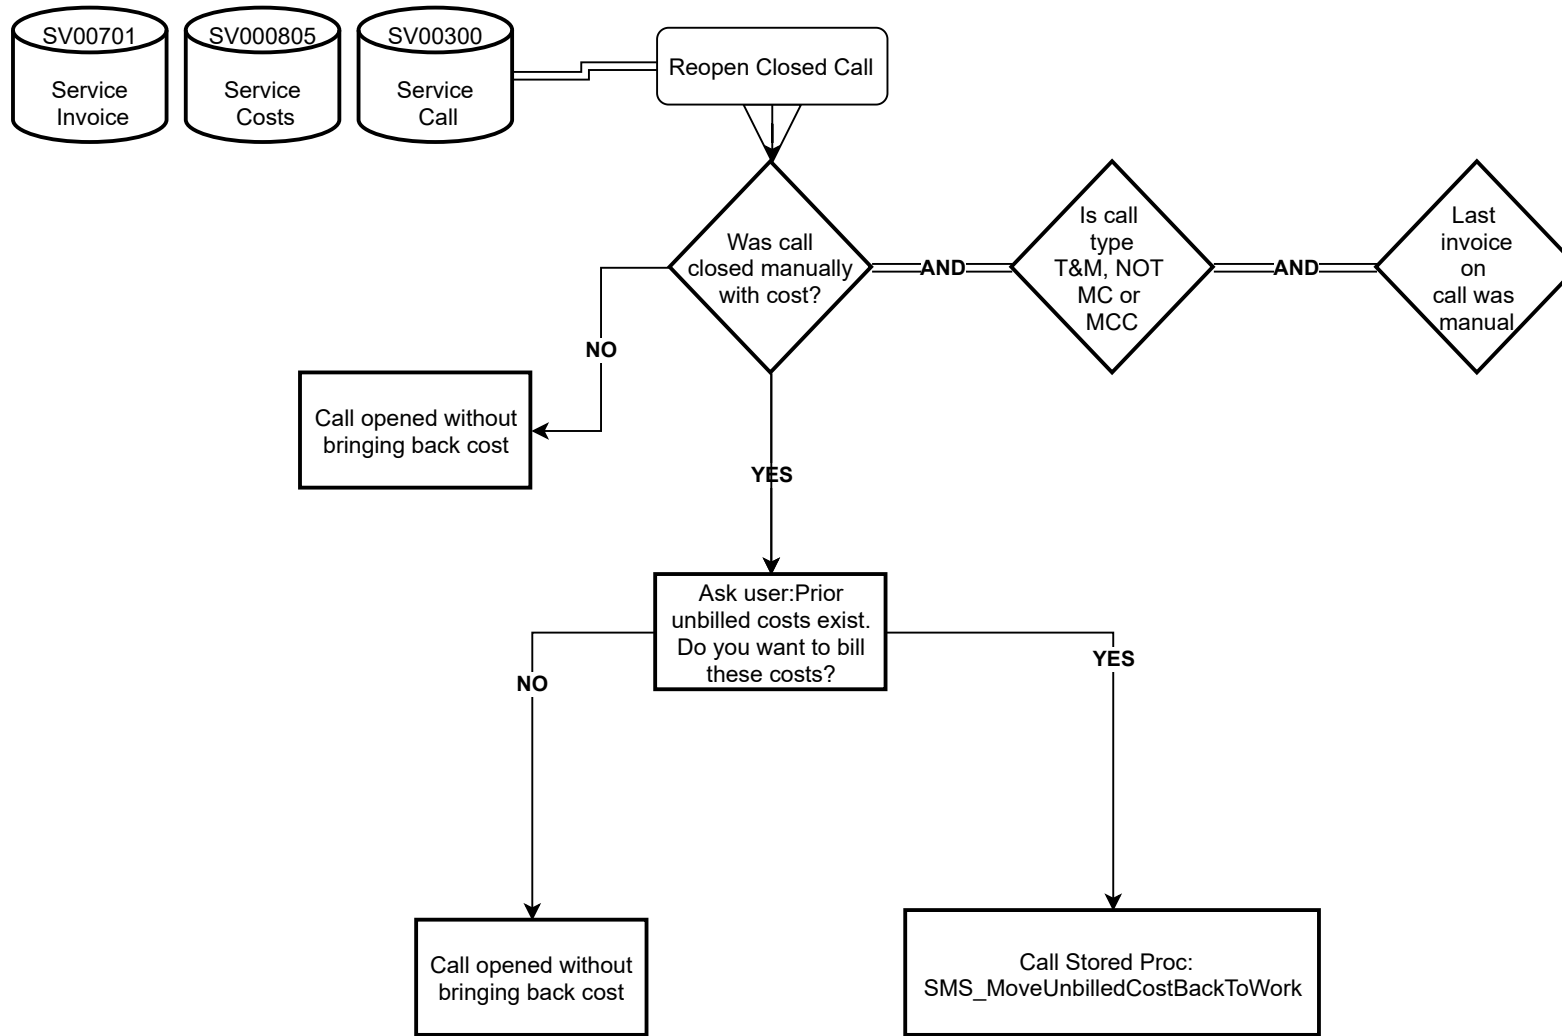 SV00701
Service
Invoice
SV000805
Service
Costs
SV00300
Service
Call
Reopen Closed Call
Was call
closed manually
with cost?
AND
Is call
type
T&M, NOT
MC or
MCC
AND
Last
invoice
on
call was
manual
NO
Call opened without
bringing back cost
YES
Ask user:Prior
unbilled costs exist.
Do you want to bill
these costs?
NO
YES
Call opened without
bringing back cost
Call Stored Proc:
SMS_MoveUnbilledCostBackToWork